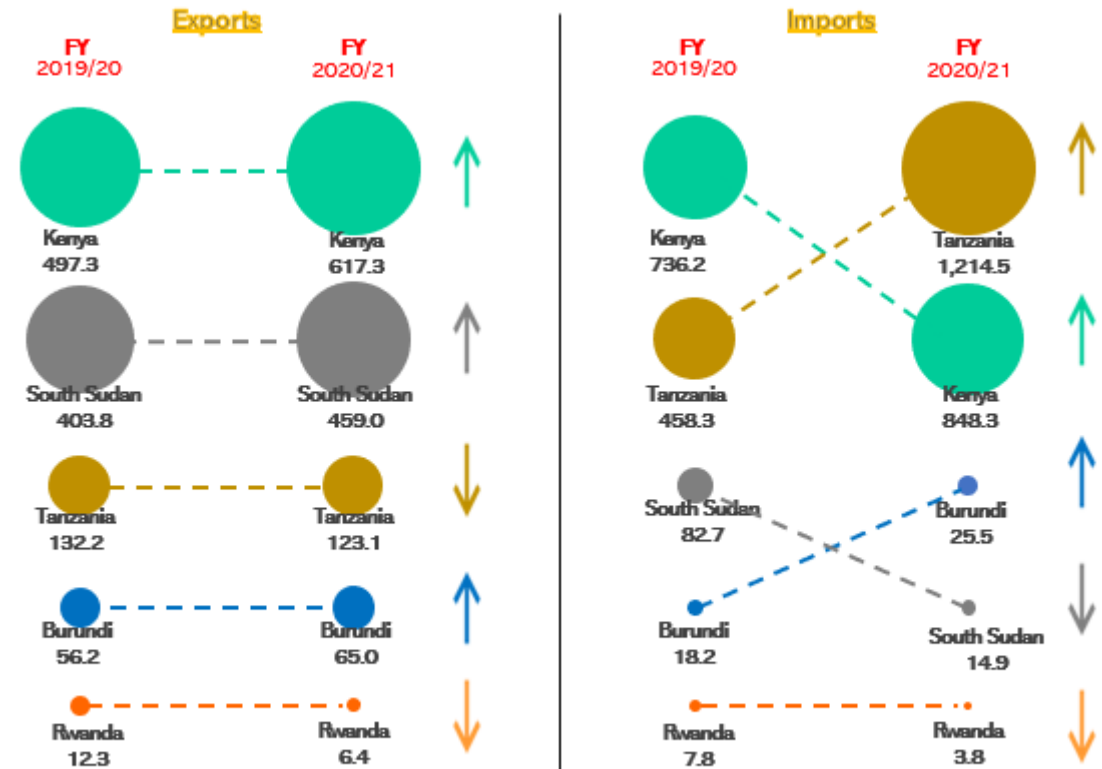 Exports
FY
2019/20
FY
2020/21
Kenya
497.3
Kenya
617.3
South Sudan
403.8
South Sudan
459.0
Tanzania
132.2
Tanzania
123.1
Burundi
56.2
Burundi
65.0
Rwanda
12.3
Rwanda
6.4
Imports
FY
2019/20
FY
2020/21
Kenya
736.2
Tanzania
1,214.5
Tanzania
458.3
Kenya
848.3
South Sudan
82.7
Burundi
25.5
Burundi
18.2
South Sudan
14.9
Rwanda
7.8
Rwanda
3.8